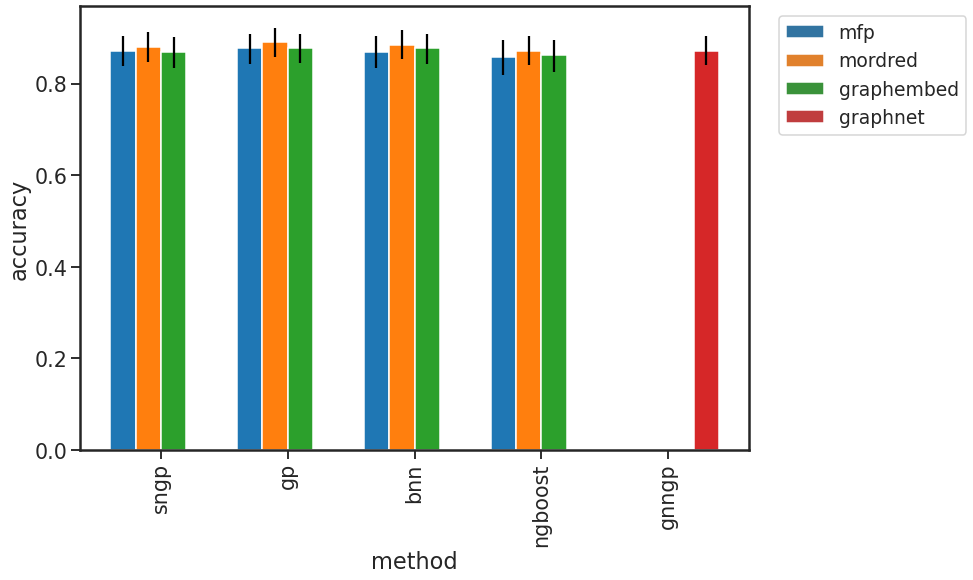 accuracy
0.8
0.6
0.4
0.2
0.0
sngp
gp
bnn
ngboost
gnngp
method
mfp
mordred
graphembed
graphnet